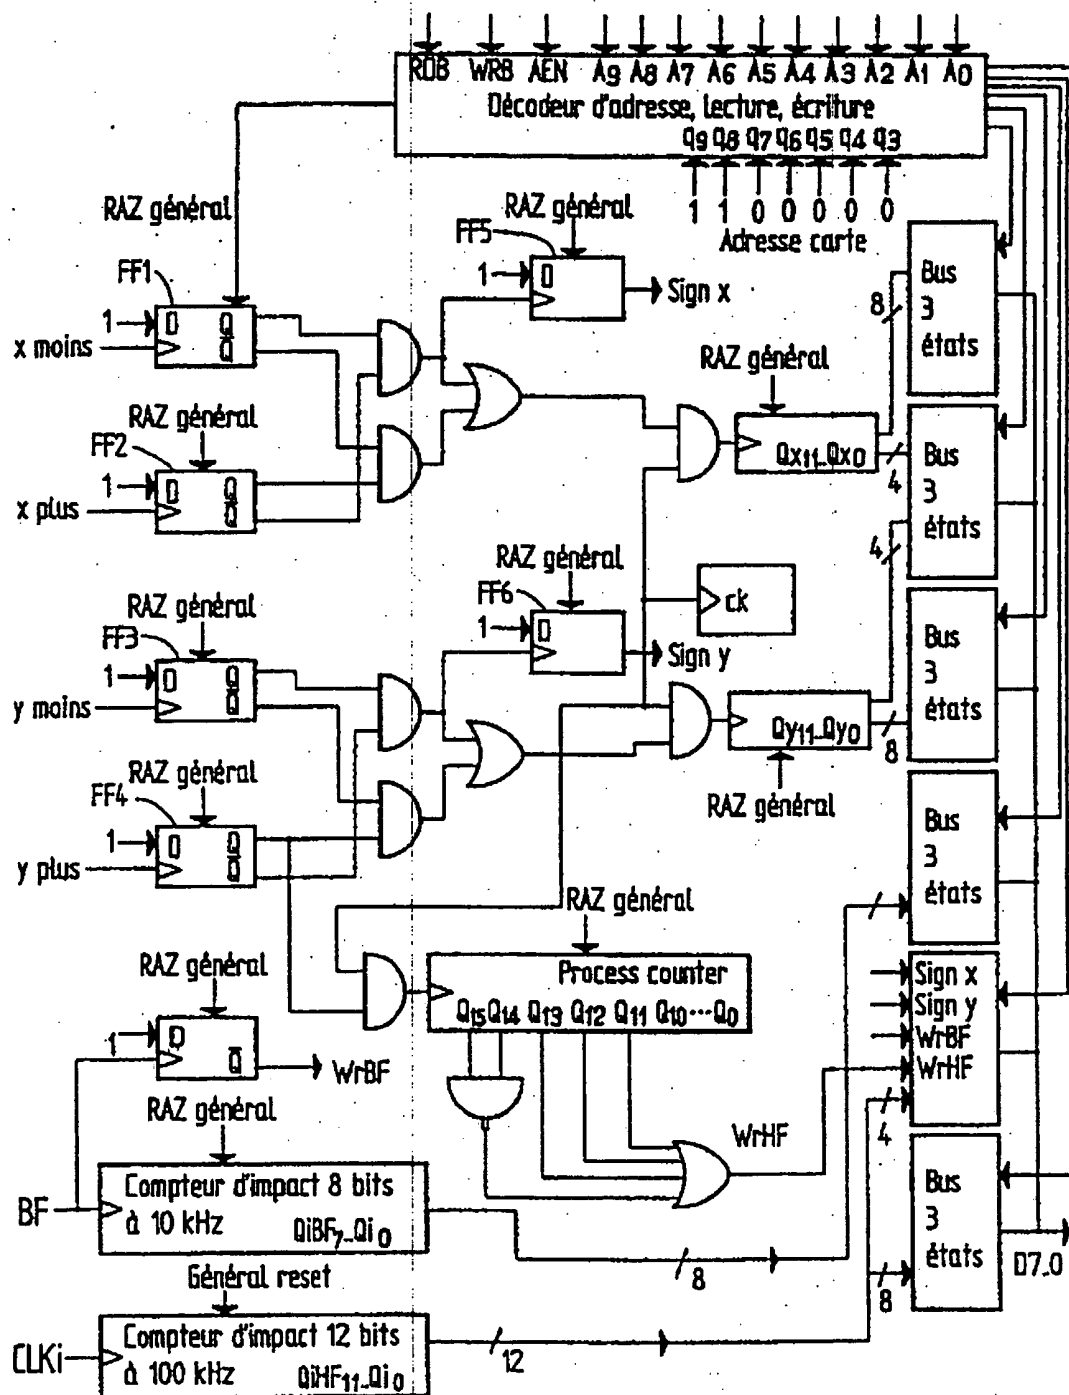 RDB WRB AEN A9 A8 A7 A6 A5 A4 A3 A2 A1 A0
Décodeur d'adresse, lecture, écriture
q9 q8 q7 q6 q5 q4 q3
1 1 0 0 0 0 0
Adresse carte
RAZ général
FF1
1
D Q
Q
x moins
RAZ général
FF5
1
D
Sign x
RAZ général
FF2
1
D Q
Q
x plus
RAZ général
Qx11..Qx0
8
4
Bus
3
états
Bus
3
états
4
RAZ général
FF6
1
D
Sign y
ck
RAZ général
FF3
1
D Q
Q
y moins
RAZ général
FF4
1
D Q
Q
y plus
Qy11..Qy0
RAZ général
8
Bus
3
états
Bus
3
états
RAZ général
Process counter
Q15 Q14 Q13 Q12 Q11 Q10...Q0
RAZ général
1
D
Q
WrBF
Sign x
Sign y
WrBF
WrHF
4
WrHF
RAZ général
BF
Compteur d'impact 8 bits
à 10 kHz QiBF7..Qi0
8
Bus
3
états
8
D7..0
Général reset
CLKi
Compteur d'impact 12 bits
à 100 kHz QiHF11..Qi0
12